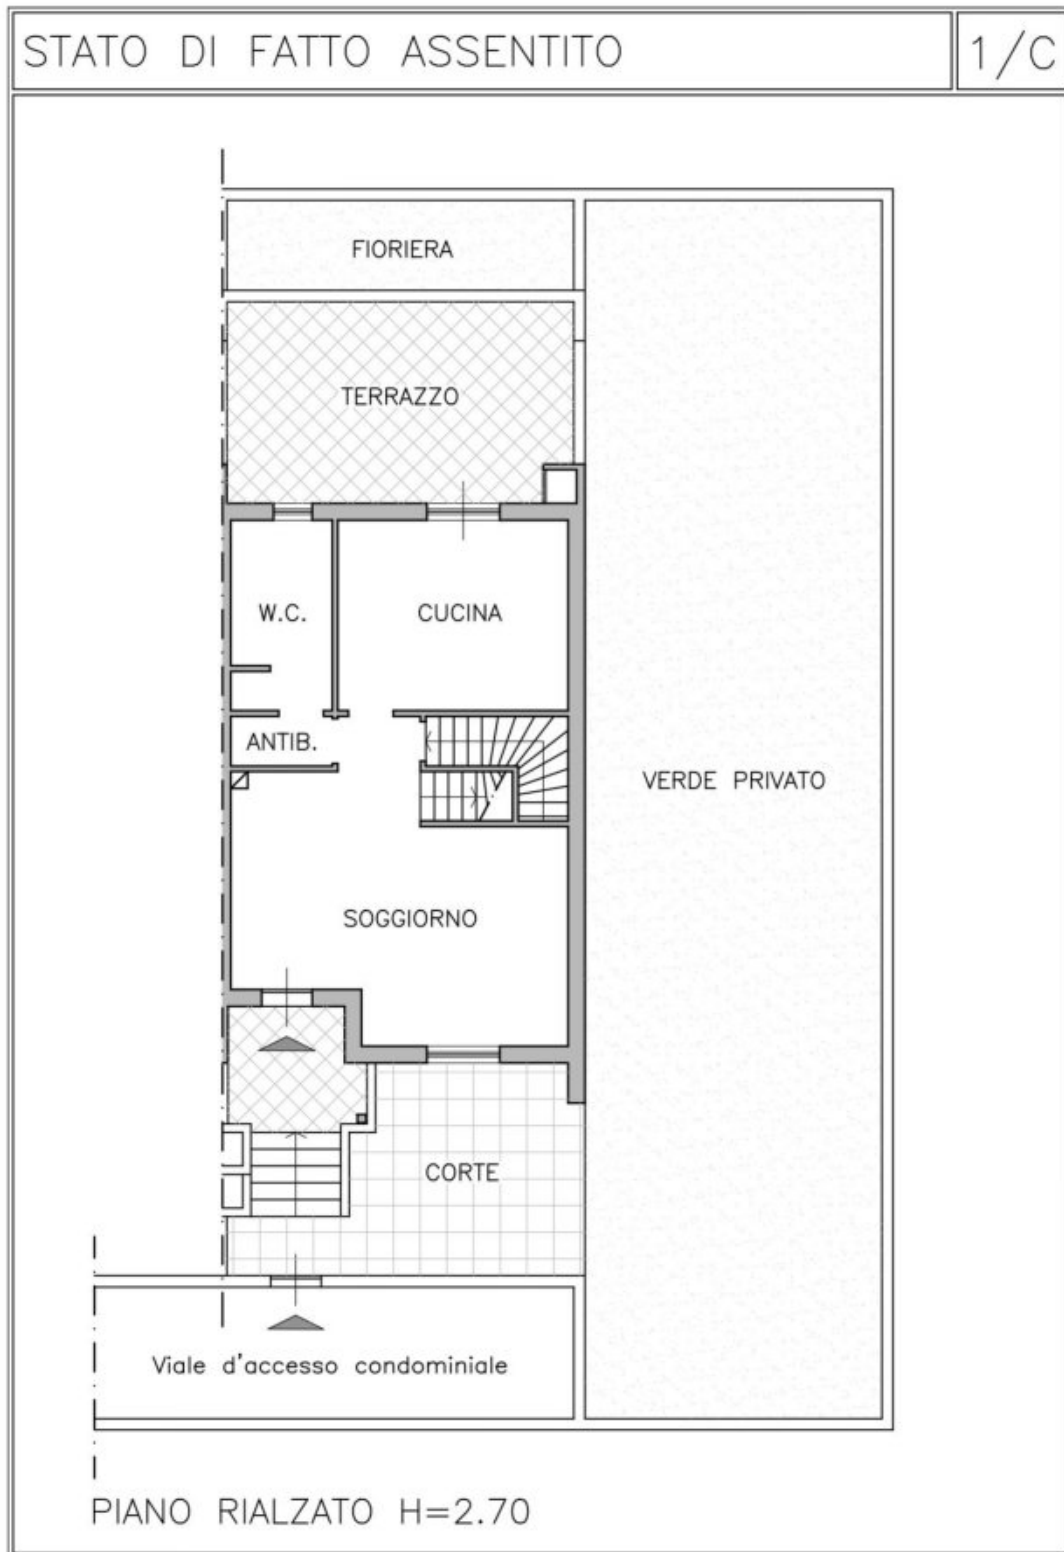 STATO DI FATTO ASSENTITO
1/C
FIORIERA
TERRAZZO
W.C.
CUCINA
ANTIB.
VERDE PRIVATO
SOGGIORNO
CORTE
Viale d'accesso condominiale
PIANO RIALZATO H=2.70